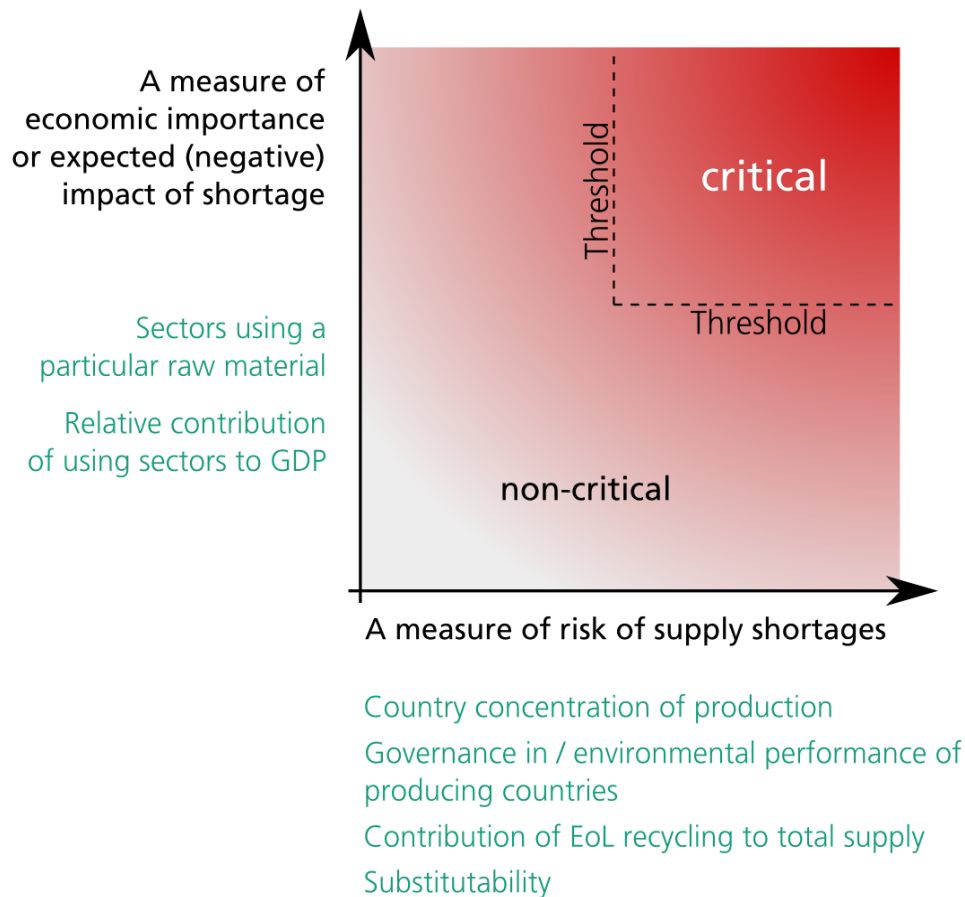 A measure of
economic importance
or expected (negative)
impact of shortage
Sectors using a
particular raw material
Relative contribution
of using sectors to GDP
Threshold
critical
Threshold
non-critical
A measure of risk of supply shortages
Country concentration of production
Governance in / environmental performance of
producing countries
Contribution of EoL recycling to total supply
Substitutability